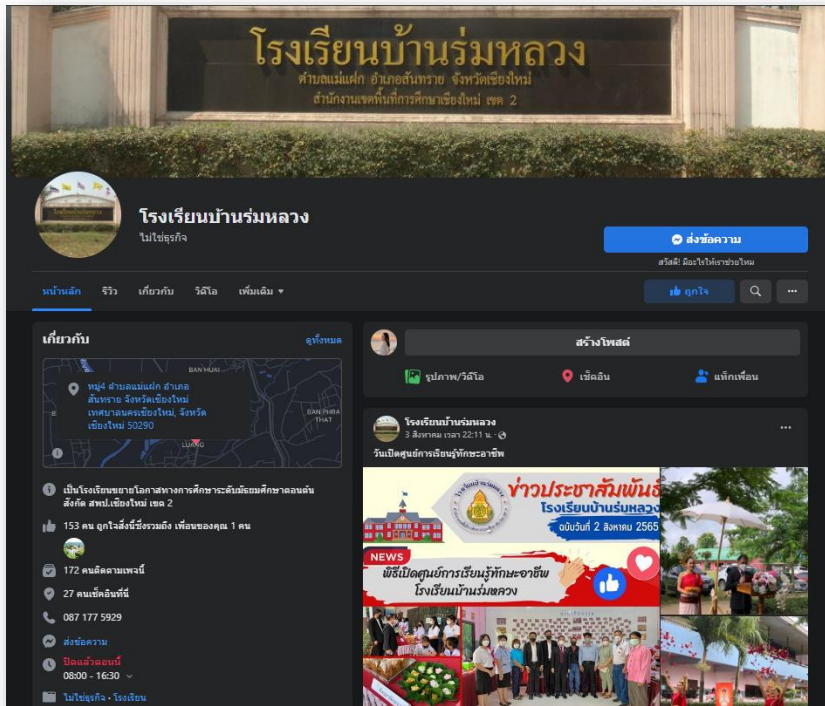 โรงเรียนบ้านร่มหลวง
ตำบลแม่แฝก อำเภอสันทราย จังหวัดเชียงใหม่
สำนักงานเขตพื้นที่การศึกษาเชียงใหม่ เขต 2
โรงเรียนบ้านร่มหลวง
ไม่ใช่ธุรกิจ
ส่งข้อความ
สวัสดี! มีอะไรให้เราช่วยไหม
หน้าหลัก รีวิว เกี่ยวกับ วิดีโอ เพิ่มเติม
ถูกใจ
เกี่ยวกับ
ดูทั้งหมด
BAN HUAI
หมู่4 ตำบลแม่แฝก อำเภอ
สันทราย จังหวัดเชียงใหม่
เทศบาลนครเชียงใหม่, จังหวัด
เชียงใหม่ 50290
BAN PHRA
THAT
LUANG
เป็นโรงเรียนขยายโอกาสทางการศึกษาระดับมัธยมศึกษาตอนต้น
สังกัด สพป.เชียงใหม่ เขต 2
153 คน ถูกใจสิ่งนี้ซึ่งรวมถึง เพื่อนของคุณ 1 คน
172 คนติดตามเพจนี้
27 คนเช็คอินที่นี่
087 177 5929
ส่งข้อความ
ปิดแล้วตอนนี้
08:00 - 16:30
ไม่ใช่ธุรกิจ · โรงเรียน
สร้างโพสต์
รูปภาพ/วิดีโอ
เช็คอิน
แท็กเพื่อน
โรงเรียนบ้านร่มหลวง
3 สิงหาคม เวลา 22:11 น. ·
วันเปิดศูนย์การเรียนรู้ทักษะอาชีพ
ข่าวประชาสัมพันธ์
โรงเรียนบ้านร่มหลวง
ฉบับวันที่ 2 สิงหาคม 2565
NEWS
พิธีเปิดศูนย์การเรียนรู้ทักษะอาชีพ
โรงเรียนบ้านร่มหลวง